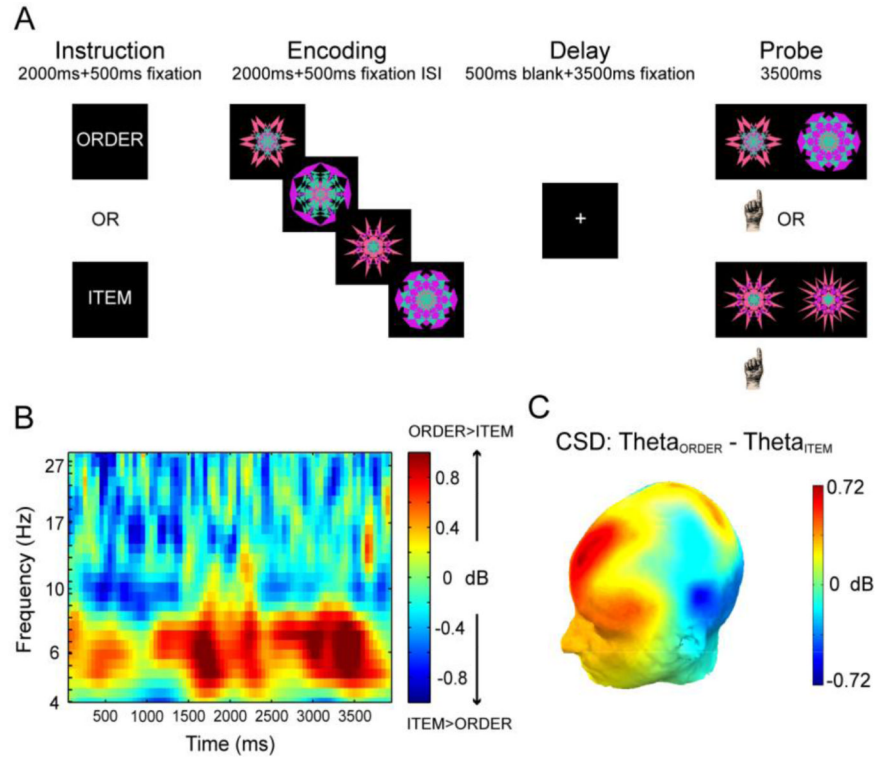 A
Instruction
2000ms+500ms fixation
Encoding
2000ms+500ms fixation ISI
Delay
500ms blank+3500ms fixation
Probe
3500ms
ORDER
OR
ITEM
+
OR
B
ORDER>ITEM
27
17
10
6
4
Frequency (Hz)
500
1000
1500
2000
2500
3000
3500
Time (ms)
0.8
0.4
0 dB
-0.4
-0.8
ITEM>ORDER
C
CSD: ThetaORDER - ThetaITEM
0.72
0 dB
-0.72